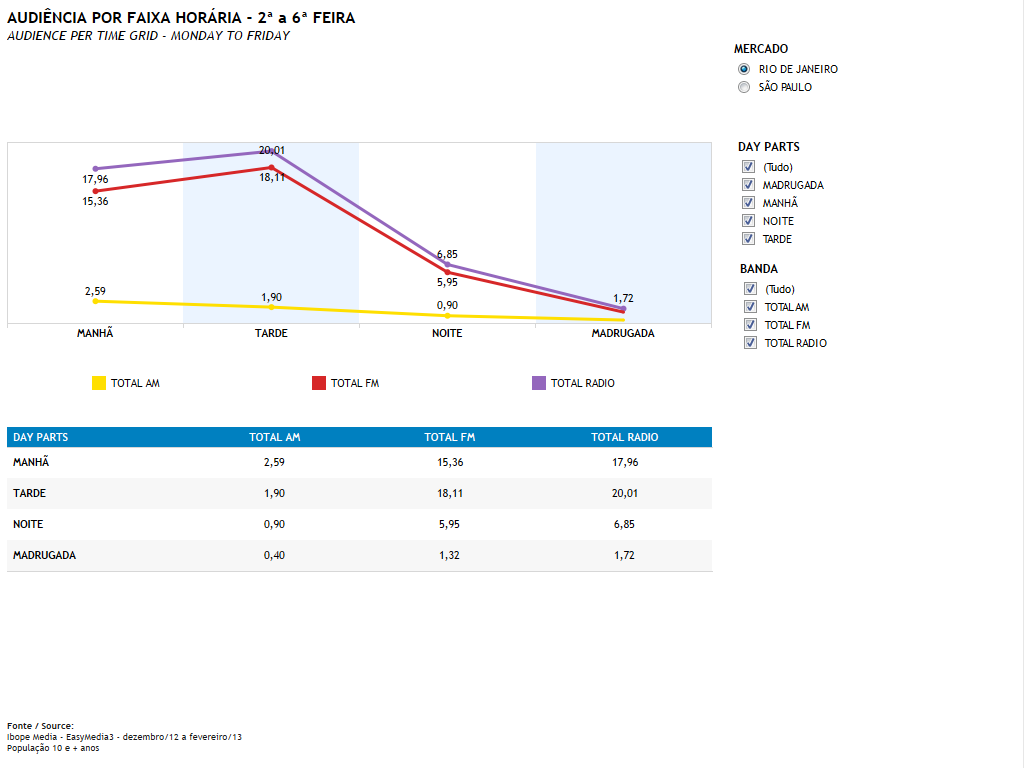 AUDIÊNCIA POR FAIXA HORÁRIA - 2ª a 6ª FEIRA
AUDIENCE PER TIME GRID - MONDAY TO FRIDAY
MERCADO
RIO DE JANEIRO
SÃO PAULO
DAY PARTS
(Tudo)
MADRUGADA
MANHÃ
NOITE
TARDE
BANDA
(Tudo)
TOTAL AM
TOTAL FM
TOTAL RADIO
20,01
17,96
18,11
15,36
6,85
5,95
2,59
1,90
0,90
1,72
MANHÃ TARDE NOITE MADRUGADA
TOTAL AM TOTAL FM TOTAL RADIO
DAY PARTS TOTAL AM TOTAL FM TOTAL RADIO
MANHÃ 2,59 15,36 17,96
TARDE 1,90 18,11 20,01
NOITE 0,90 5,95 6,85
MADRUGADA 0,40 1,32 1,72
Fonte / Source:
Ibope Media - EasyMedia3 - dezembro/12 a fevereiro/13
População 10 e + anos